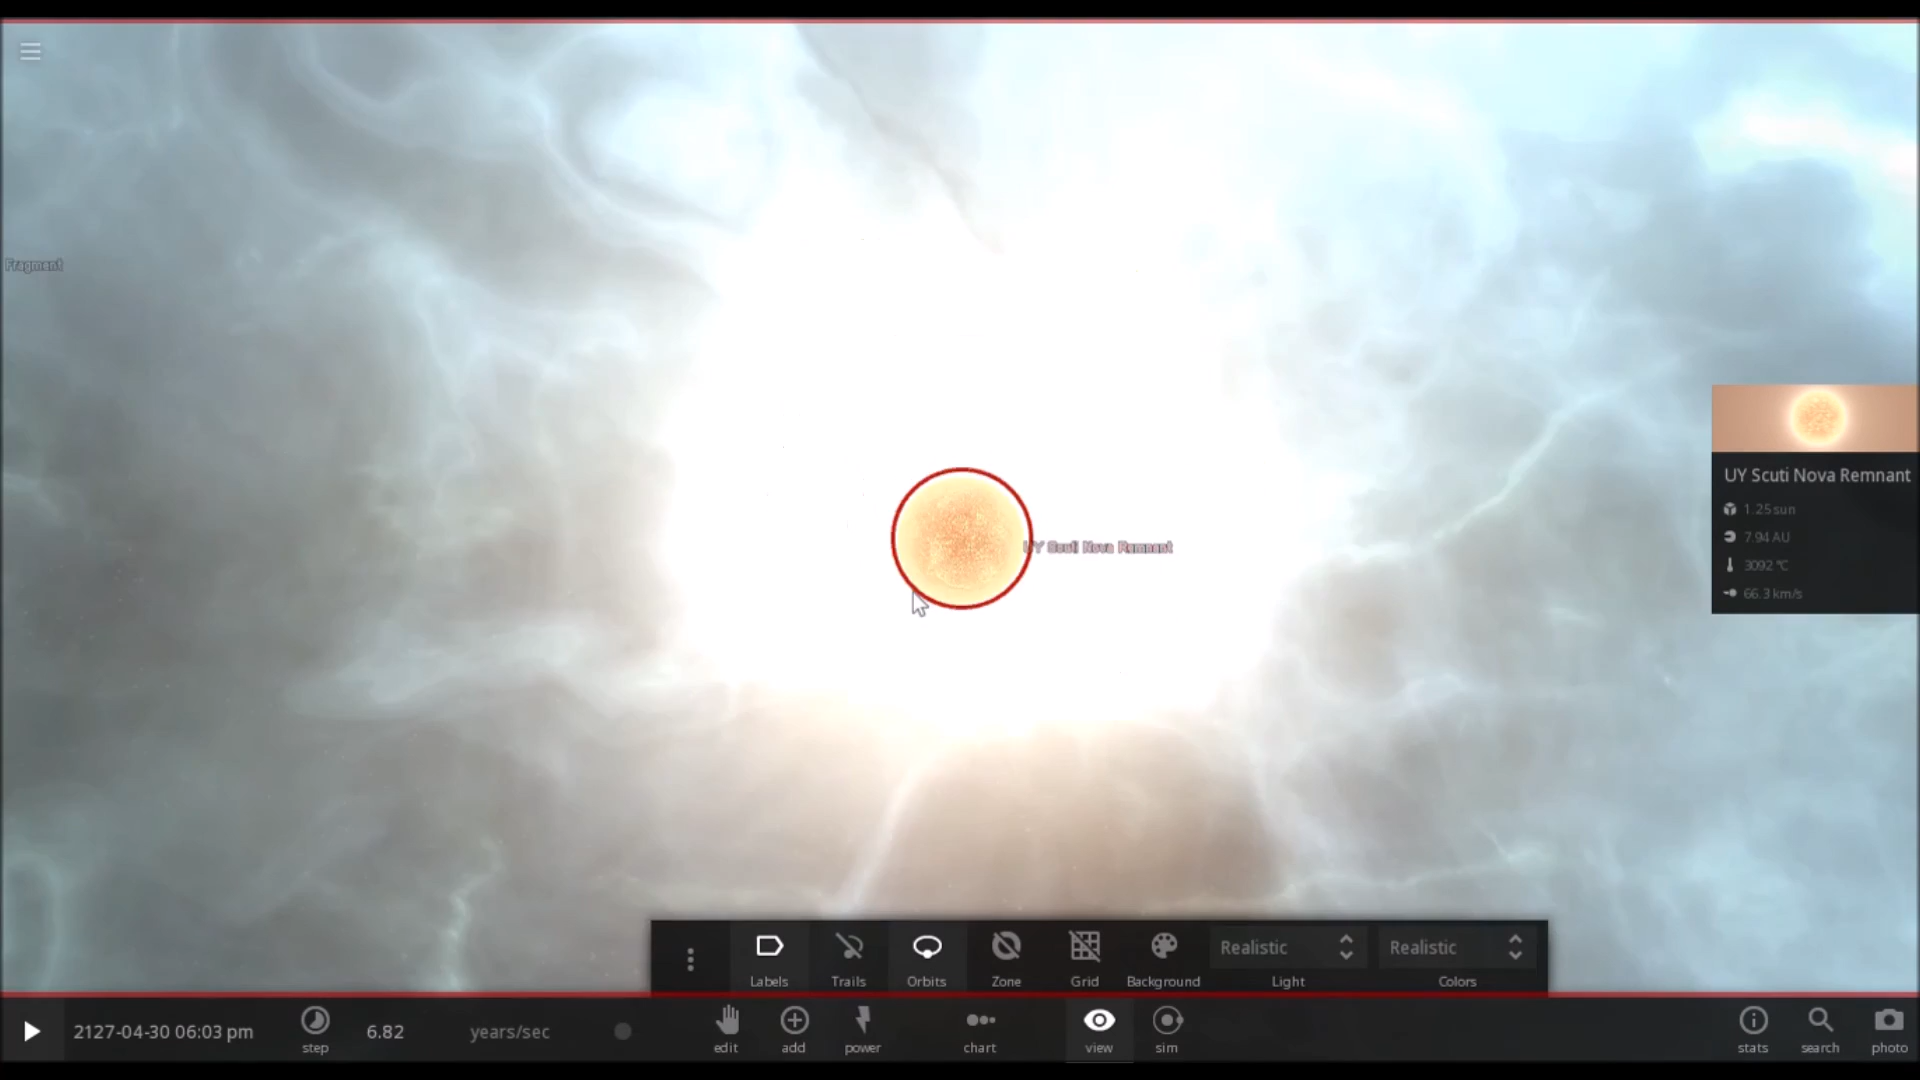 Fragment
UY Scuti Nova Remnant
UY Scuti Nova Remnant
1.25 sun
7.94 AU
3092 °C
66.3 km/s
Labels
Trails
Orbits
Zone
Grid
Background
Realistic
Light
Realistic
Colors
2127-04-30 06:03 pm
step
6.82
years/sec
edit
add
power
chart
view
sim
stats
search
photo